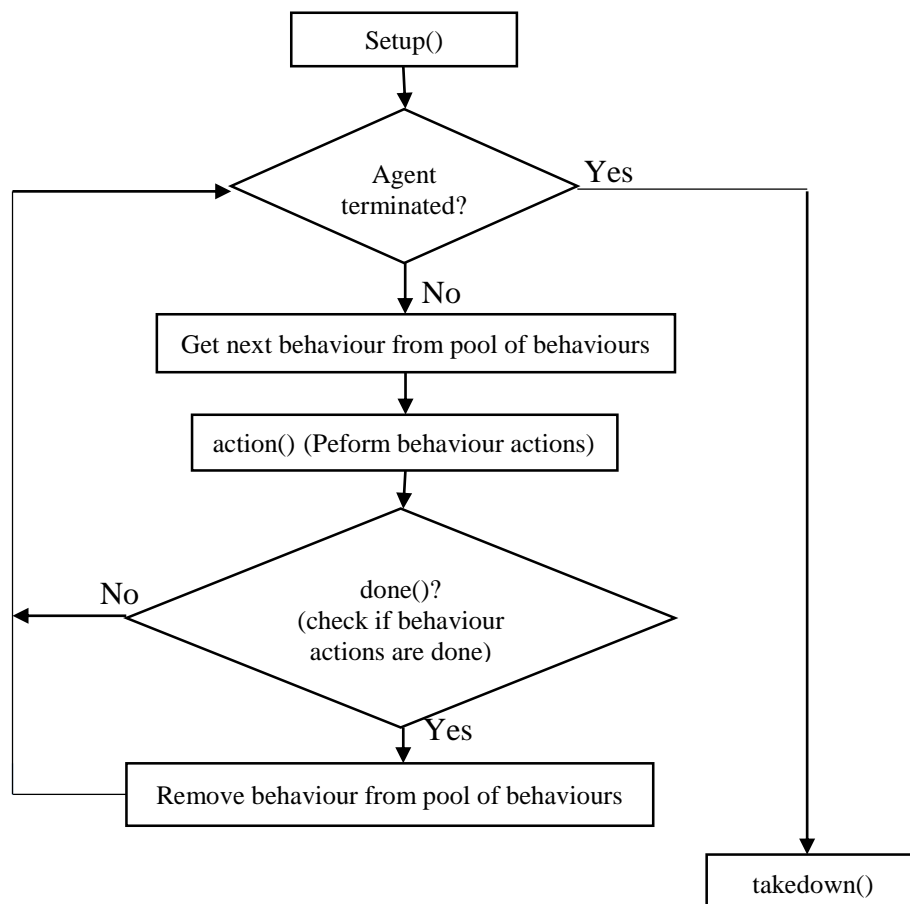 Setup()
Agent
terminated?
Yes
No
Get next behaviour from pool of behaviours
action() (Peform behaviour actions)
No
done()?
(check if behaviour
actions are done)
Yes
Remove behaviour from pool of behaviours
takedown()